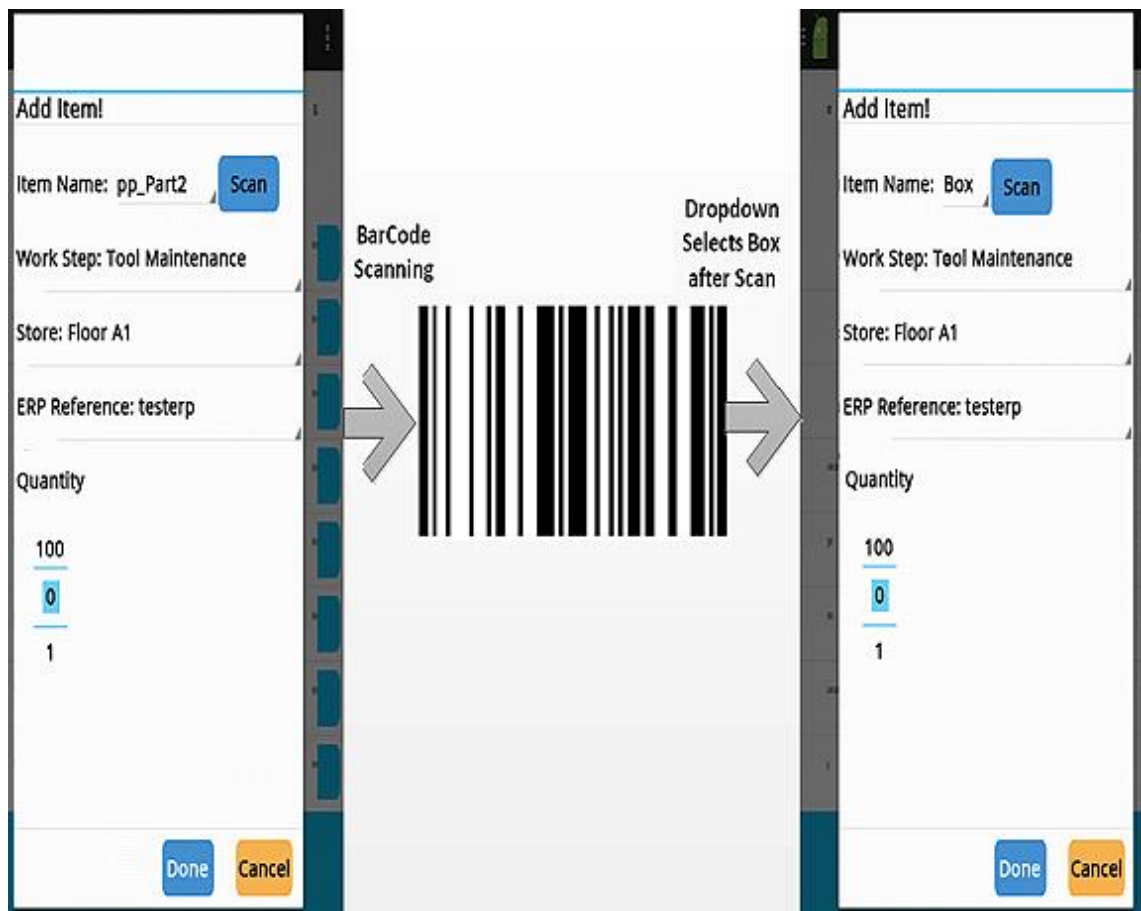 Add Item!
Item Name: pp_Part2 Scan
Work Step: Tool Maintenance
Store: Floor A1
ERP Reference: testerp
Quantity
100
0
1
Done Cancel
BarCode
Scanning
Dropdown
Selects Box
after Scan
Add Item!
Item Name: Box Scan
Work Step: Tool Maintenance
Store: Floor A1
ERP Reference: testerp
Quantity
100
0
1
Done Cancel